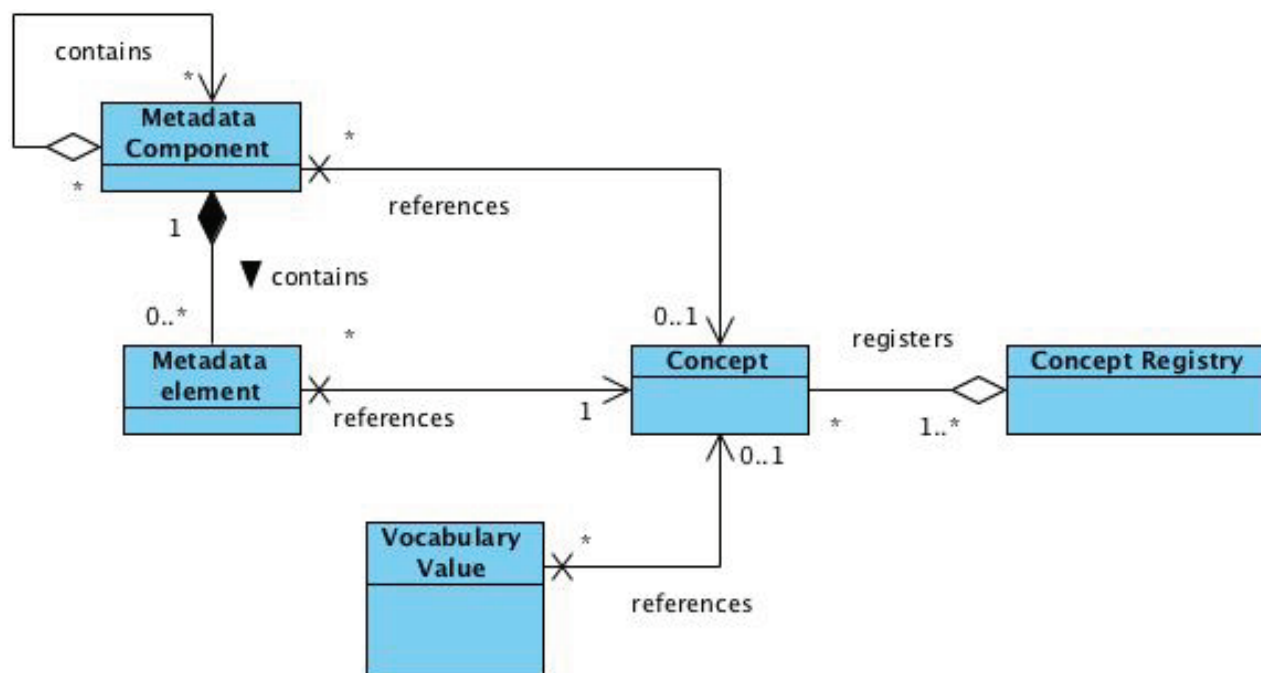 contains
*
Metadata
Component
*
*
references
1
contains
0..*
*
0..1
registers
Metadata
element
Concept
Concept Registry
references
1
*
1..*
0..1
Vocabulary
Value
*
references